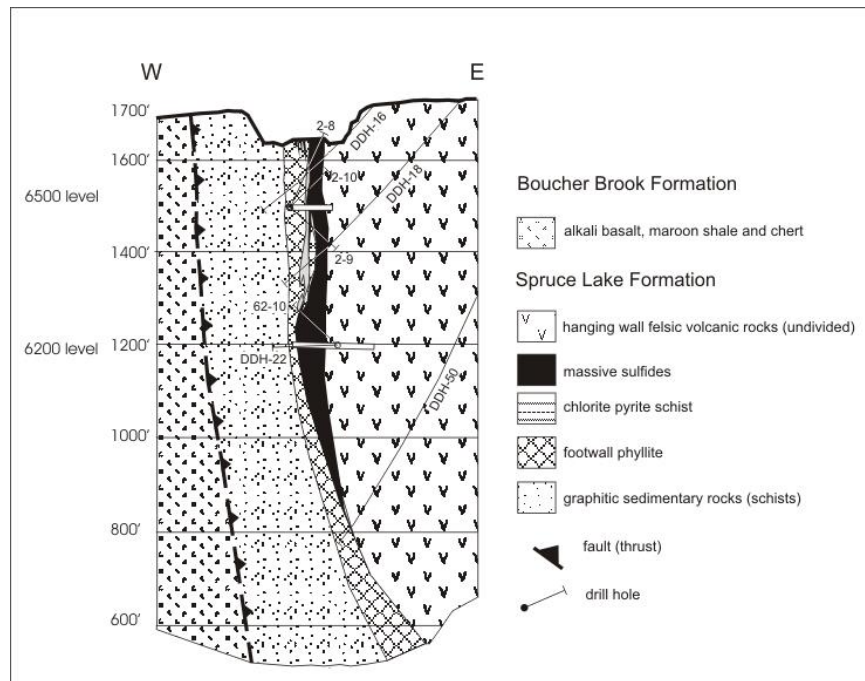 W
E
1700'
1600'
6500 level
1400'
6200 level
1200'
1000'
800'
600'
2-8
DDH-16
2-10
DDH-18
2-9
62-10
DDH-22
DDH-50
Boucher Brook Formation
alkali basalt, maroon shale and chert
Spruce Lake Formation
hanging wall felsic volcanic rocks (undivided)
massive sulfides
chlorite pyrite schist
footwall phyllite
graphitic sedimentary rocks (schists)
fault (thrust)
drill hole